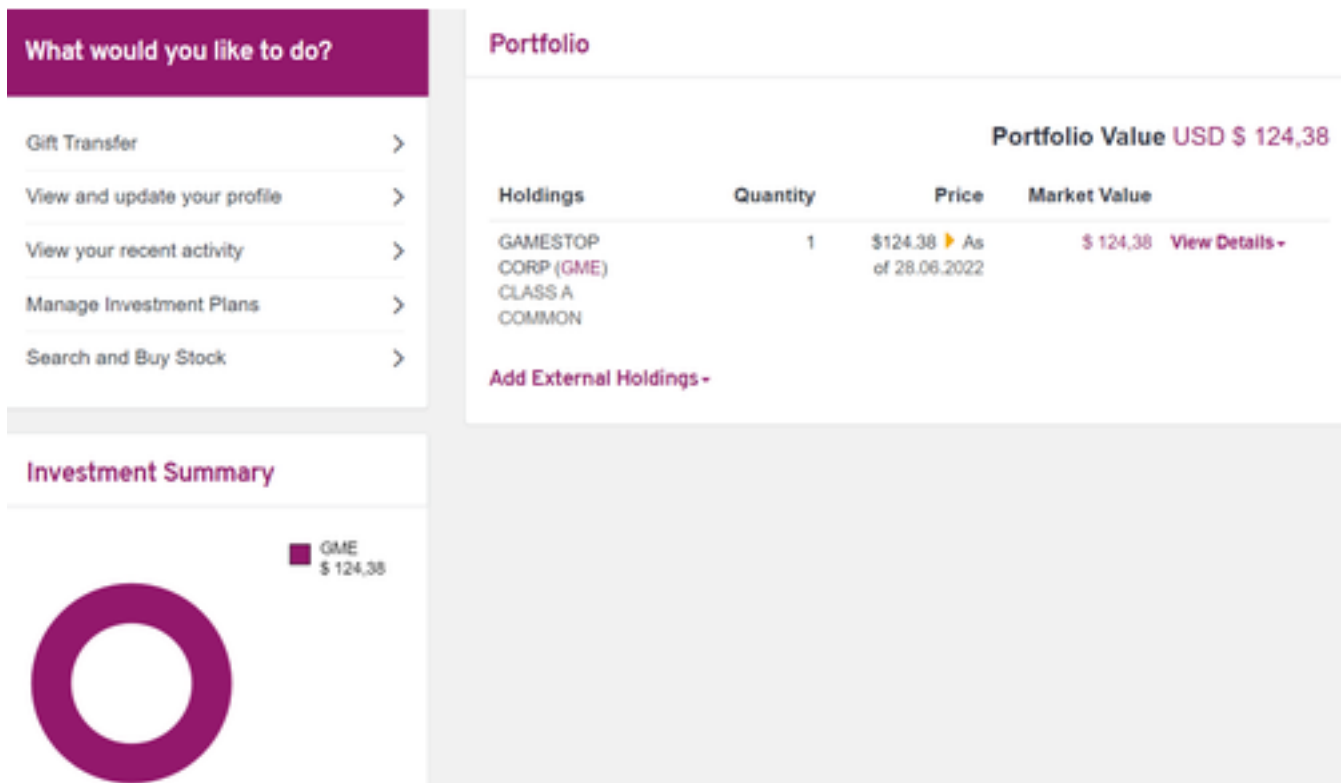 What would you like to do?
Gift Transfer
View and update your profile
View your recent activity
Manage Investment Plans
Search and Buy Stock
Portfolio
Portfolio Value USD $ 124,38
Holdings Quantity Price Market Value
GAMESTOP 1 $124.38 As $ 124,38 View Details
CORP (GME) of 28.06.2022
CLASS A
COMMON
Add External Holdings
Investment Summary
GME
$ 124,38